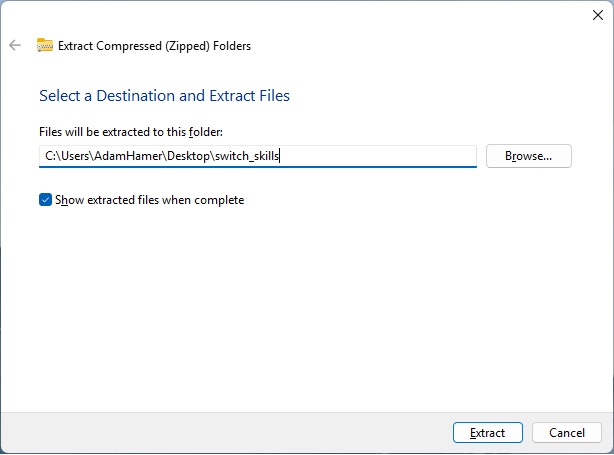 Extract Compressed (Zipped) Folders
Select a Destination and Extract Files
Files will be extracted to this folder:
C:\Users\AdamHamer\Desktop\switch_skills
Browse...
Show extracted files when complete
Extract
Cancel